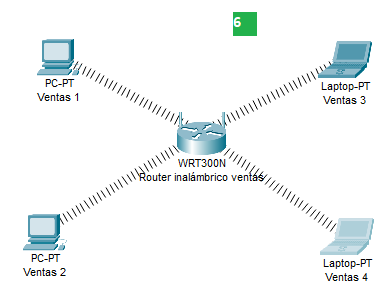 6
PC-PT
Ventas 1
Laptop-PT
Ventas 3
WRT300N
Router inalámbrico ventas
PC-PT
Ventas 2
Laptop-PT
Ventas 4